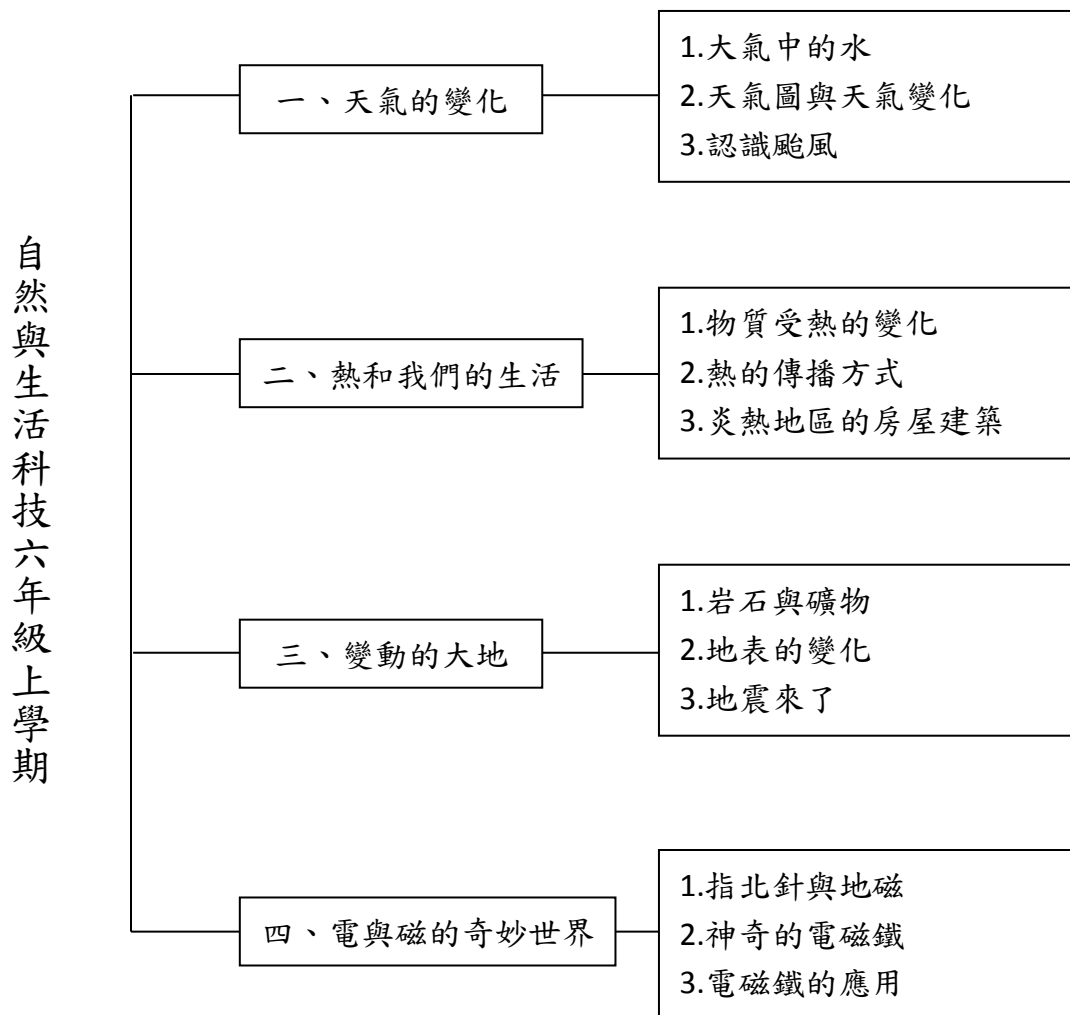 自然與生活科技六年級上學期
一、天氣的變化
1.大氣中的水
2.天氣圖與天氣變化
3.認識颱風
二、熱和我們的生活
1.物質受熱的變化
2.熱的傳播方式
3.炎熱地區的房屋建築
三、變動的大地
1.岩石與礦物
2.地表的變化
3.地震來了
四、電與磁的奇妙世界
1.指北針與地磁
2.神奇的電磁鐵
3.電磁鐵的應用